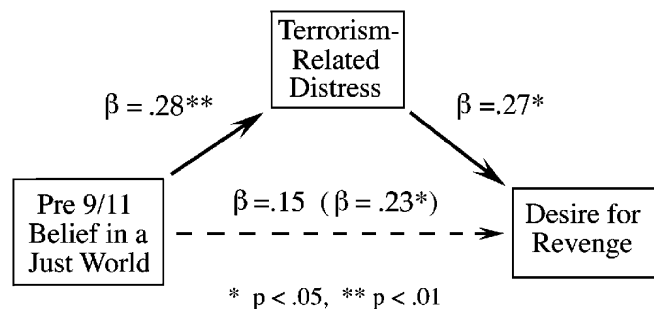 Terrorism-
Related
Distress
β = .28**
β =.27*
Pre 9/11
Belief in a
Just World
β=.15 (β = .23*)
Desire for
Revenge
* p < .05, ** p < .01